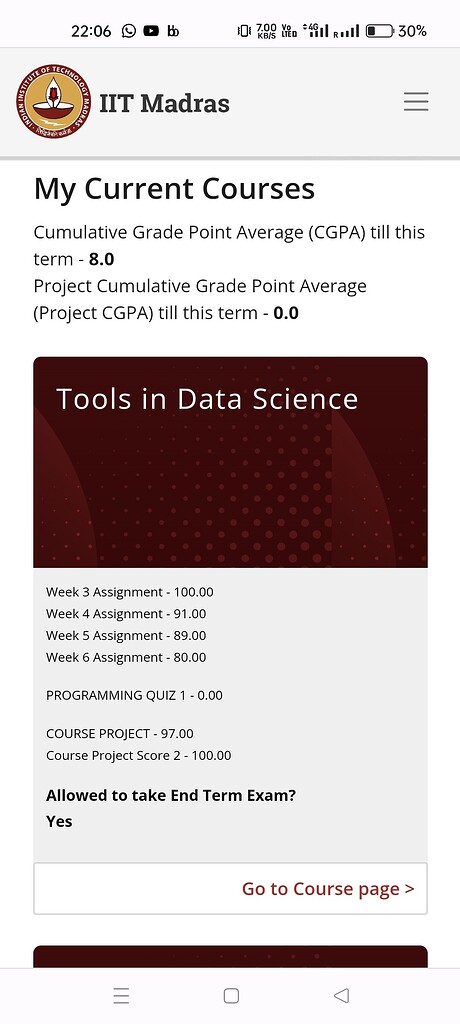 22:06
7.00 KB/S
Vo LTE
4G
R
30%
INDIAN INSTITUTE OF TECHNOLOGY MADRAS
IIT Madras
My Current Courses
Cumulative Grade Point Average (CGPA) till this
term - 8.0
Project Cumulative Grade Point Average
(Project CGPA) till this term - 0.0
Tools in Data Science
Week 3 Assignment - 100.00
Week 4 Assignment - 91.00
Week 5 Assignment - 89.00
Week 6 Assignment - 80.00
PROGRAMMING QUIZ 1 - 0.00
COURSE PROJECT - 97.00
Course Project Score 2 - 100.00
Allowed to take End Term Exam?
Yes
Go to Course page >